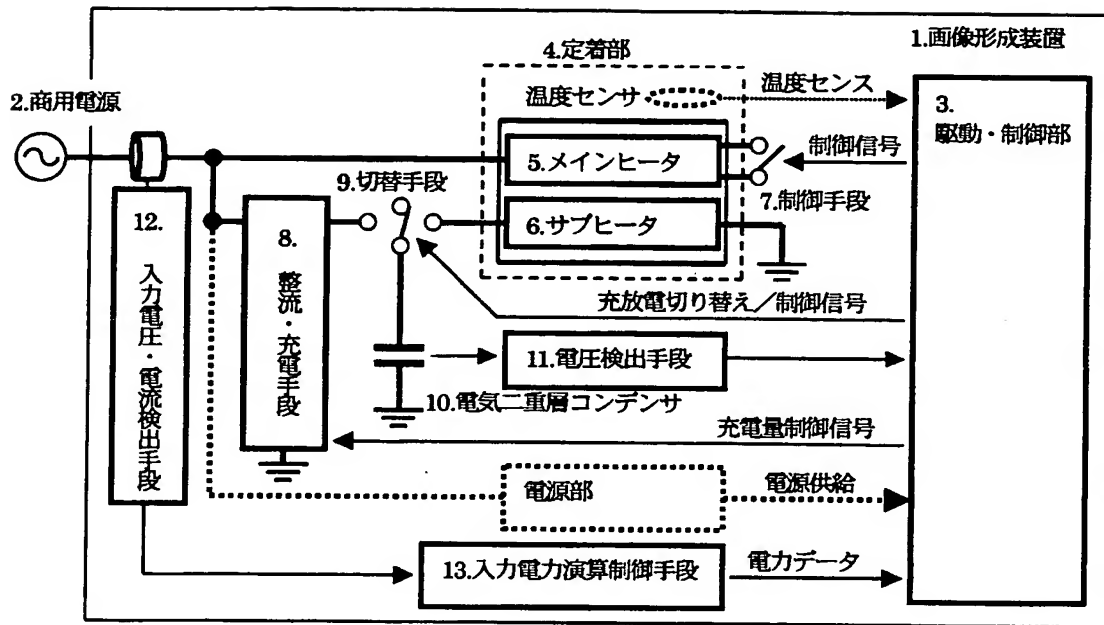 1.画像形成装置
4.定着部
2.商用電源
温度センサ
温度センス
3.
駆動・制御部
5.メインヒータ
制御信号
9.切替手段
7.制御手段
6.サブヒータ
12.
入力電圧・電流検出手段
8.
整流・充電手段
充放電切り替え/制御信号
11.電圧検出手段
10.電気二重層コンデンサ
充電量制御信号
電源部
電源供給
13.入力電力演算制御手段
電力データ